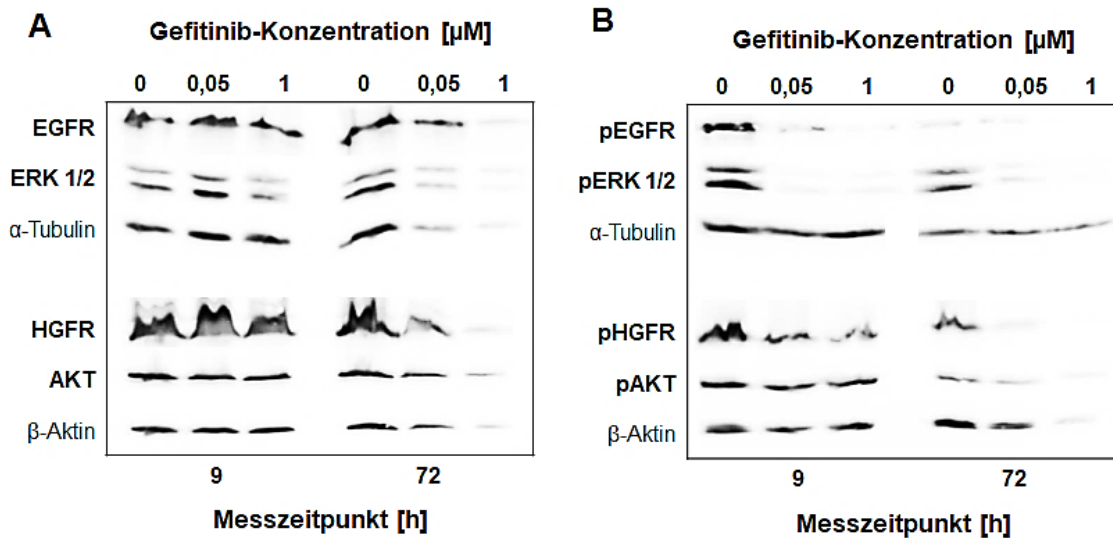 A
Gefitinib-Konzentration [µM]
0 0,05 1 0 0,05 1
EGFR
ERK 1/2
α-Tubulin
HGFR
AKT
β-Aktin
9 72
Messzeitpunkt [h]
B
Gefitinib-Konzentration [µM]
0 0,05 1 0 0,05 1
pEGFR
pERK 1/2
α-Tubulin
pHGFR
pAKT
β-Aktin
9 72
Messzeitpunkt [h]